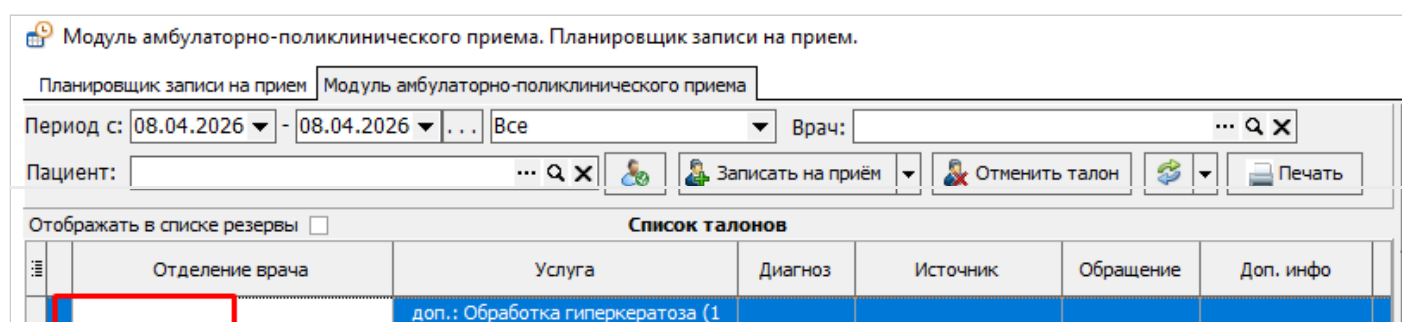 Модуль амбулаторно-поликлинического приема. Планировщик записи на прием.
Планировщик записи на прием Модуль амбулаторно-поликлинического приема
Период с: 08.04.2026 - 08.04.2026 ... Все Врач: ...
Пациент: ... Записать на приём Отменить талон Печать
Отображать в списке резервы Список талонов
Отделение врача Услуга Диагноз Источник Обращение Доп. инфо
доп.: Обработка гиперкератоза (1